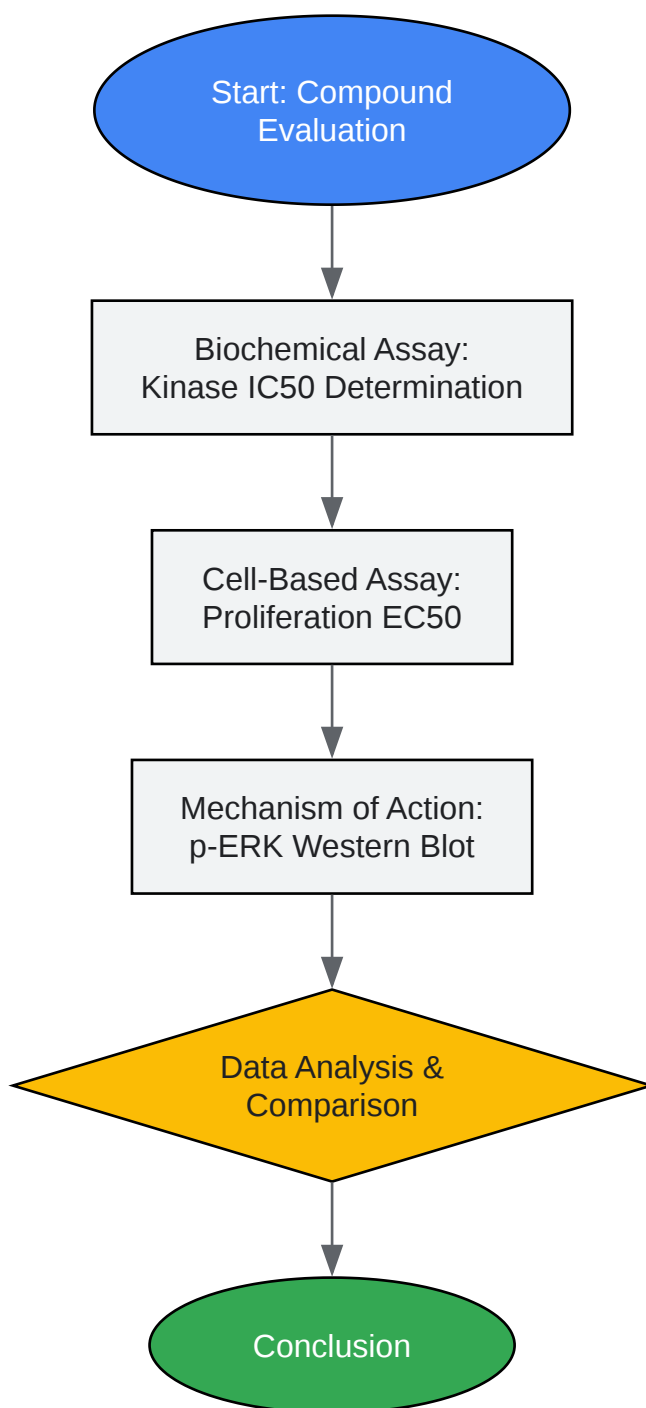 Start: Compound
Evaluation
Biochemical Assay:
Kinase IC50 Determination
Cell-Based Assay:
Proliferation EC50
Mechanism of Action:
p-ERK Western Blot
Data Analysis &
Comparison
Conclusion